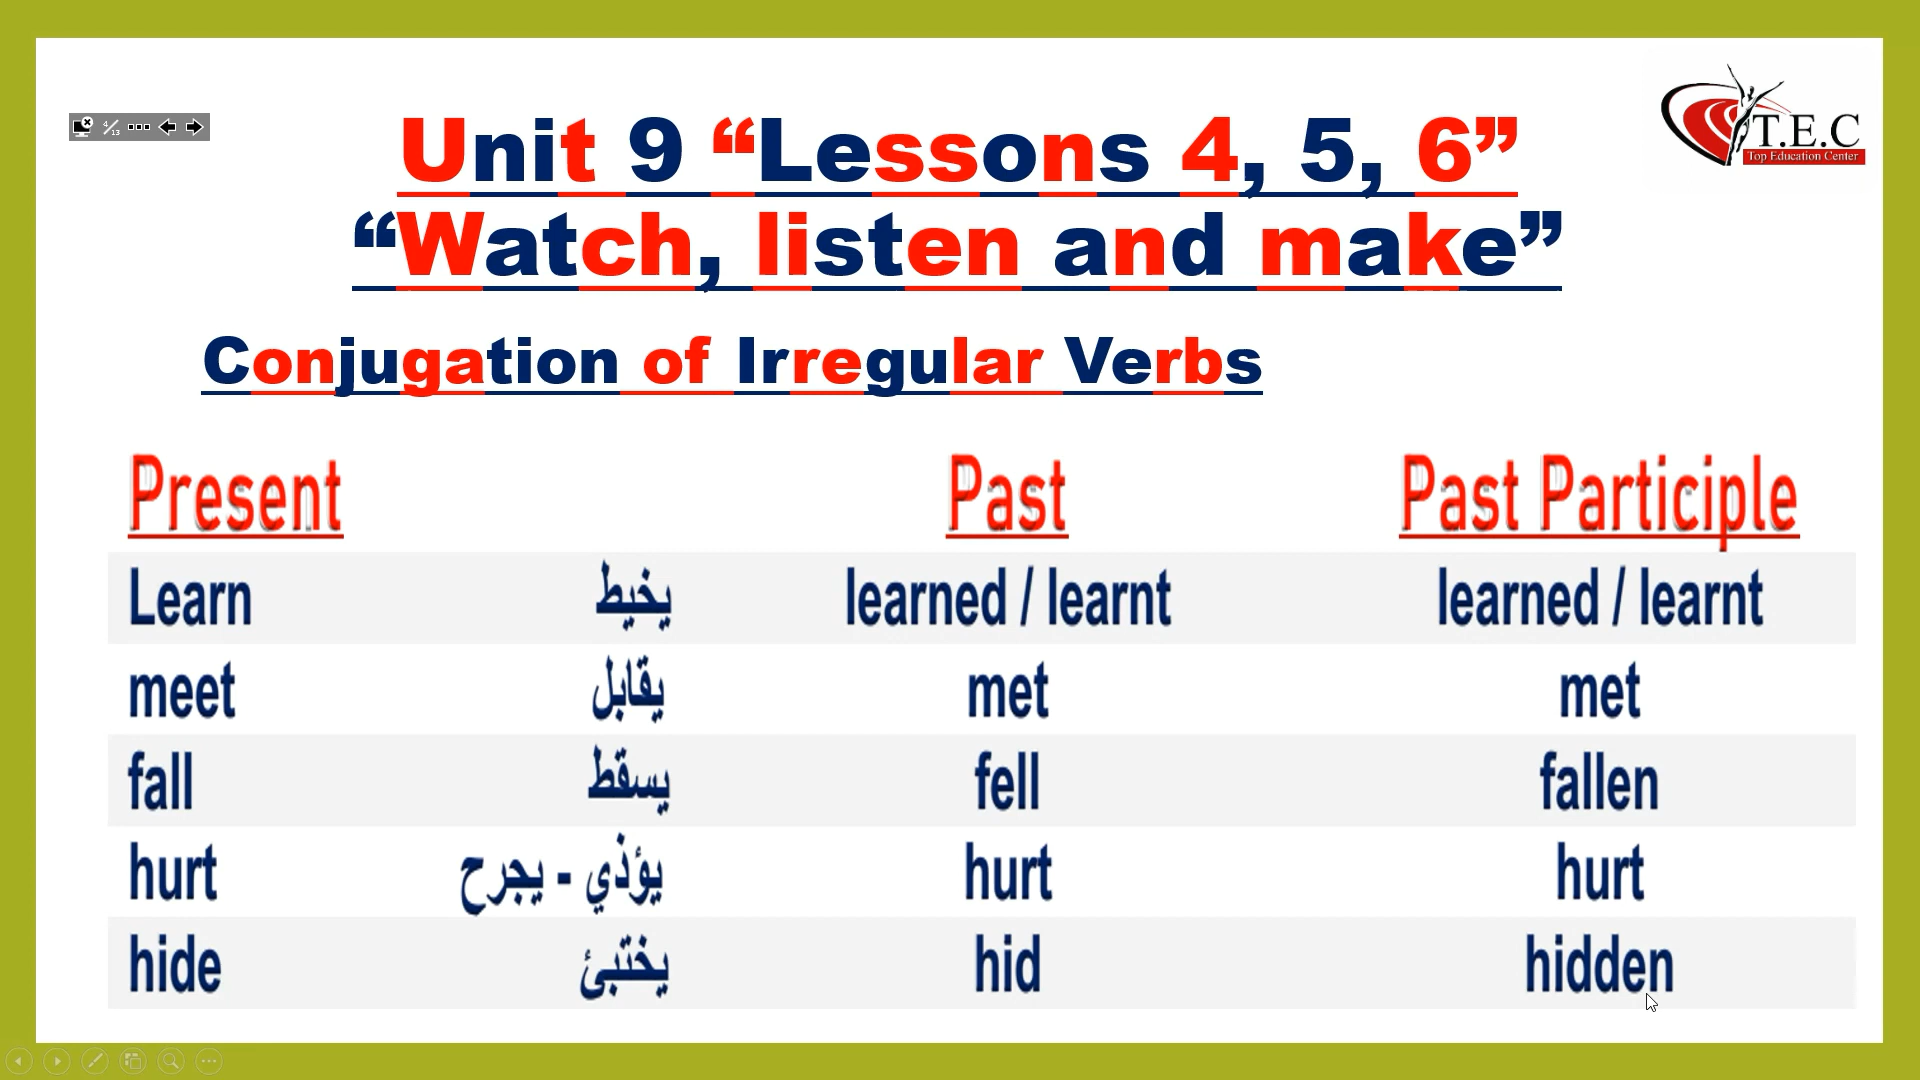 Unit 9 “Lessons 4, 5, 6”
“Watch, listen and make”
T.E.C
Top Education Center
4/13
Conjugation of Irregular Verbs
Present Past Past Participle
Learn يخيط learned / learnt learned / learnt
meet يقابل met met
fall يسقط fell fallen
hurt يؤذي - يجرح hurt hurt
hide يختبئ hid hidden